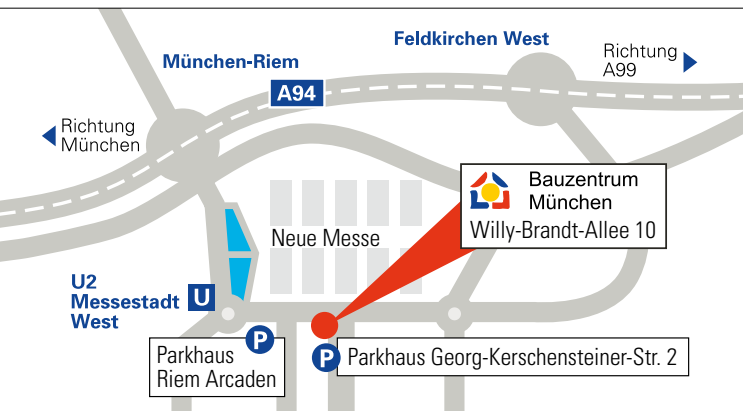 Feldkirchen West
Richtung
A99
München-Riem
A94
Richtung
München
Bauzentrum
München
Willy-Brandt-Allee 10
Neue Messe
U2
Messestadt
West
U
P
Parkhaus
Riem Arcaden
P
Parkhaus Georg-Kerschensteiner-Str. 2